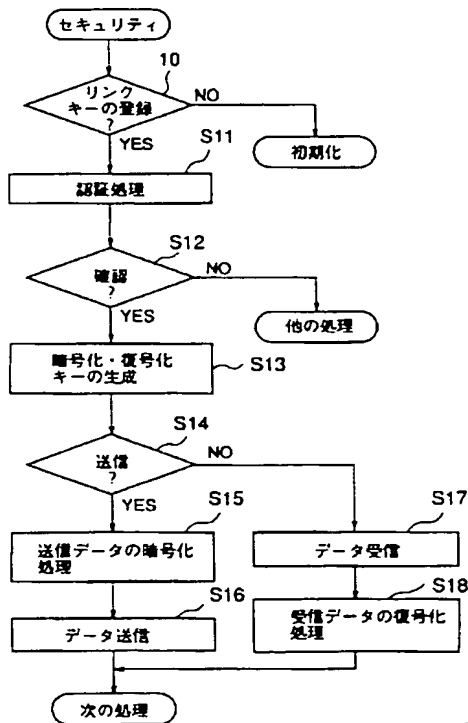 セキュリティ
10
リンク
キーの登録
?
NO
YES
初期化
S11
認証処理
S12
確認
?
NO
YES
他の処理
暗号化・復号化
キーの生成
S13
S14
送信
?
NO
YES
S15
送信データの暗号化
処理
S17
データ受信
S16
データ送信
S18
受信データの復号化
処理
次の処理